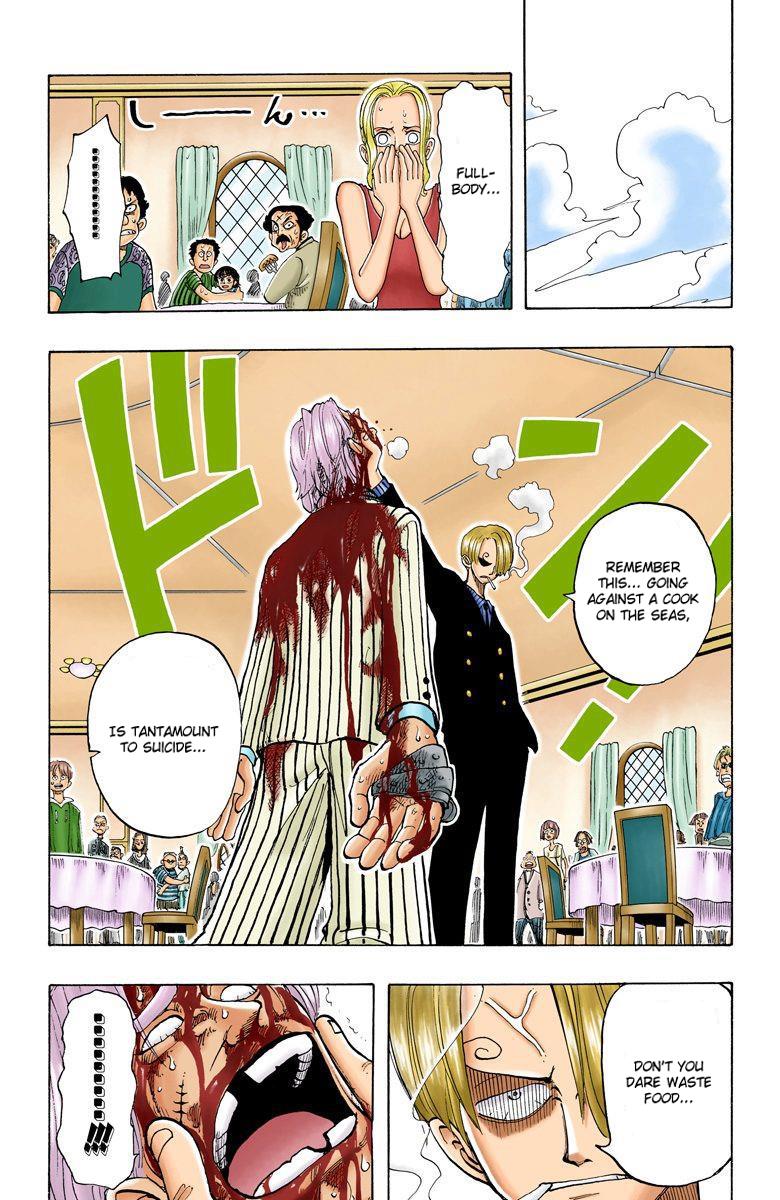 FULL-
BODY...
しーん...
ドン!
REMEMBER
THIS... GOING
AGAINST A COOK
ON THE SEAS,
IS TANTAMOUNT
TO SUICIDE...
DON'T YOU
DARE WASTE
FOOD...
!!!